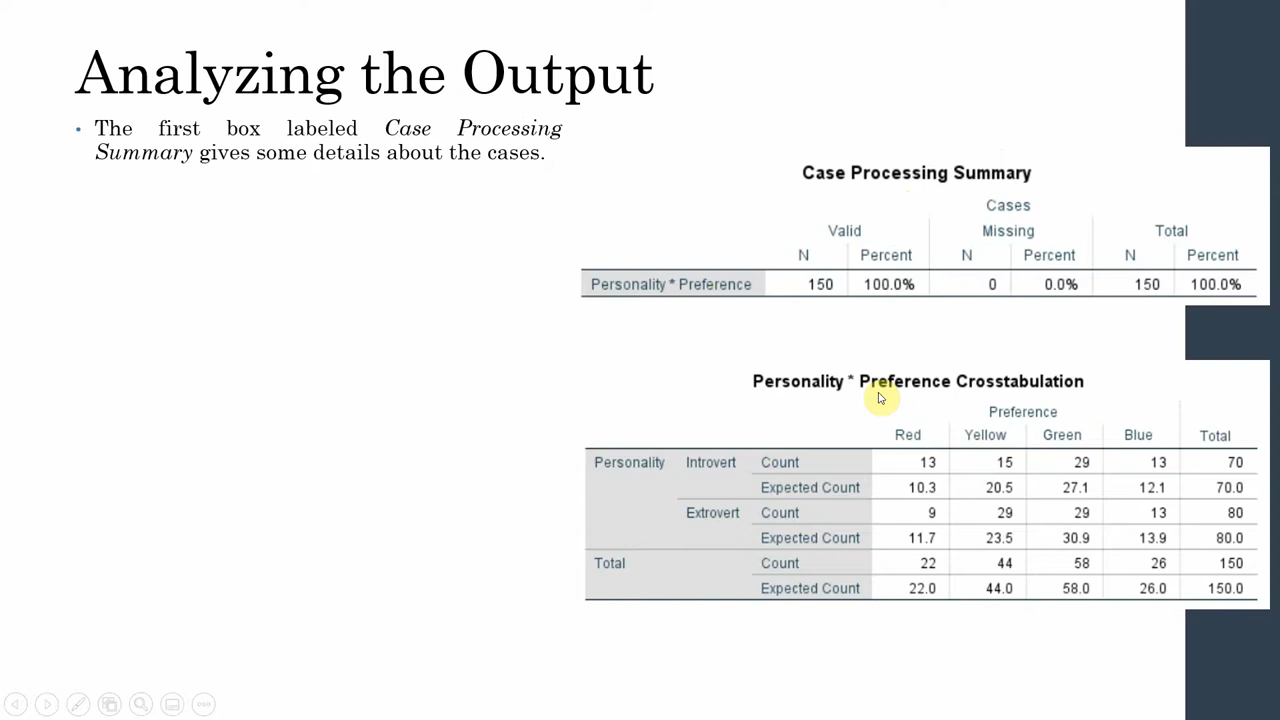 Analyzing the Output
• The first box labeled Case Processing
Summary gives some details about the cases.
Case Processing Summary
Cases
Valid Missing Total
N Percent N Percent N Percent
Personality * Preference 150 100.0% 0 0.0% 150 100.0%
Personality * Preference Crosstabulation
Preference
Red Yellow Green Blue Total
Personality Introvert Count 13 15 29 13 70
Expected Count 10.3 20.5 27.1 12.1 70.0
Extrovert Count 9 29 29 13 80
Expected Count 11.7 23.5 30.9 13.9 80.0
Total Count 22 44 58 26 150
Expected Count 22.0 44.0 58.0 26.0 150.0